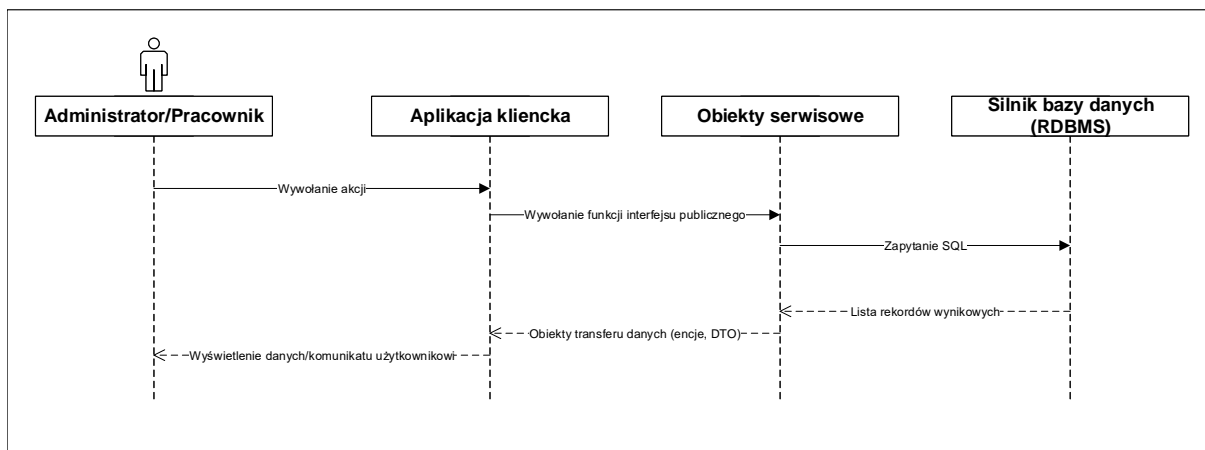 Administrator/Pracownik
Aplikacja kliencka
Obiekty serwisowe
Silnik bazy danych
(RDBMS)
Wywołanie akcji
Wywołanie funkcji interfejsu publicznego
Zapytanie SQL
Lista rekordów wynikowych
Obiekty transferu danych (encje, DTO)
Wyświetlenie danych/komunikatu użytkownikowi